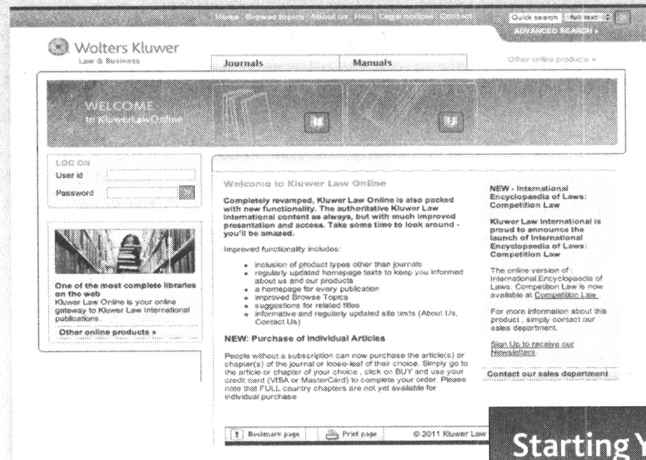 Home Browse topics About us Help Legal notices Contact
Quick search full text
ADVANCED SEARCH »
Wolters Kluwer
Law & Business
Journals
Manuals
Other online products »
WELCOME
to KluwerLawOnline
LOG ON
User id
Password
One of the most complete libraries
on the web
Kluwer Law Online is your online
gateway to Kluwer Law International
publications.
Other online products »
Welcome to Kluwer Law Online
Completely revamped, Kluwer Law Online is also packed
with new functionality. The authoritative Kluwer Law
International content as always, but with much improved
presentation and access. Take some time to look around -
you'll be amazed.
Improved functionality includes:
inclusion of product types other than journals
regularly updated homepage texts to keep you informed
about us and our products
a homepage for every publication
improved Browse Topics
suggestions for related titles
informative and regularly updated site texts (About Us,
Contact Us)
NEW: Purchase of Individual Articles
People without a subscription can now purchase the article(s) or
chapter(s) of the journal or loose-leaf of their choice. Simply go to
the article or chapter of your choice , click on BUY and use your
credit card (VISA or MasterCard) to complete your order. Please
note that FULL country chapters are not yet available for
individual purchase
NEW - International
Encyclopaedia of Laws:
Competition Law
Kluwer Law International is
proud to announce the
launch of International
Encyclopaedia of Laws:
Competition Law
The online version of :
International Encyclopaedia of
Laws: Competition Law is now
available at Competition Law
For more information about this
product , simply contact our
sales department.
Sign Up to receive our
Newsletters
Contact our sales department
Bookmark page
Print page
© 2011 Kluwer Law
Starting Y